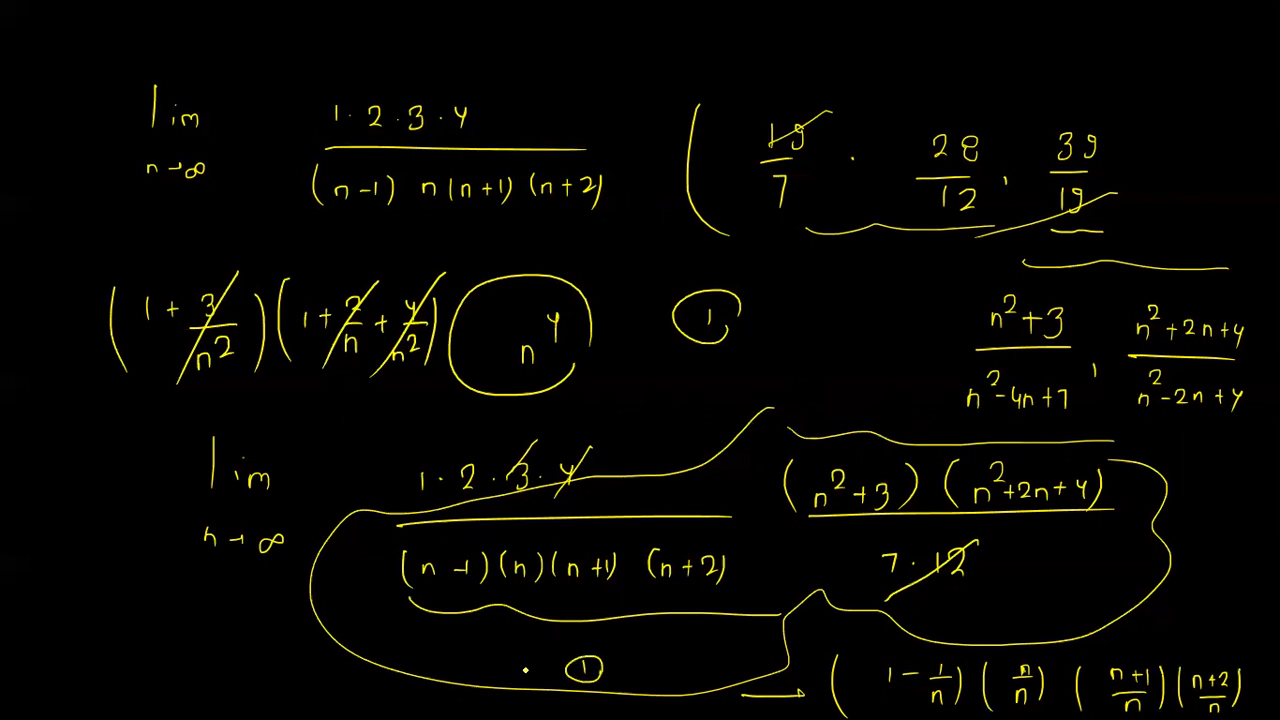 lim n→∞ 1·2·3·4 / (n-1) n(n+1) (n+2) ( 19/7 · 28/12 , 39/19
(1 + 3/n²)(1 + 2/n + 4/n²) n⁴ 1
n²+3 / n²-4n+7 , n²+2n+4 / n²-2n+4
lim n→∞ 1·2·3·4 / (n-1)(n)(n+1) (n+2) (n²+3)(n²+2n+4) / 7·12
· 1
→ ( 1 - 1/n)(n/n) (n+1/n)(n+2/n)